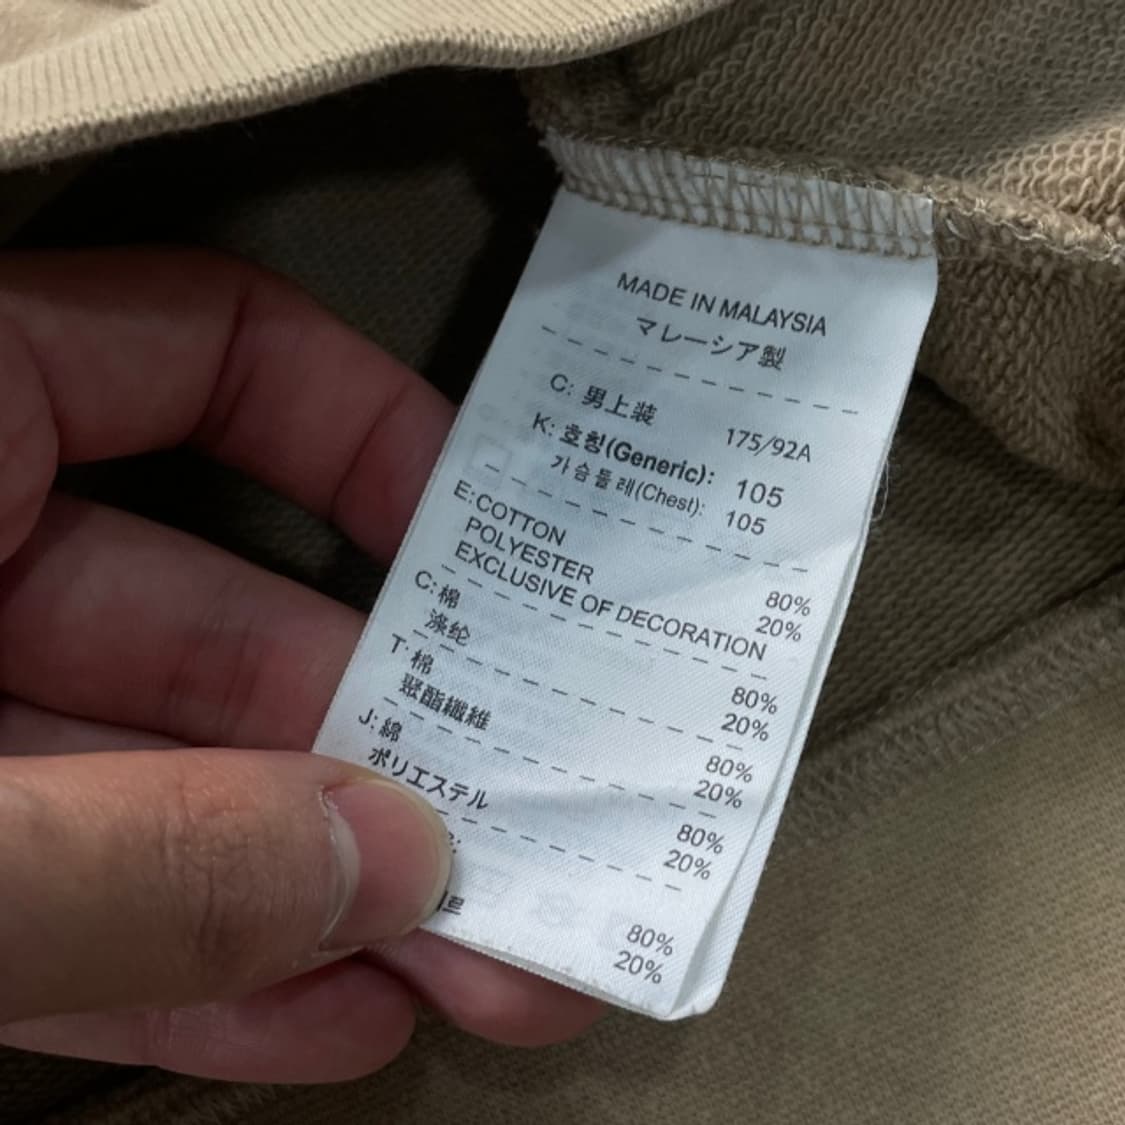 MADE IN MALAYSIA
マレーシア製
C: 男上装 175/92A
K: 호칭(Generic): 105
가슴둘레(Chest): 105
E: COTTON 80%
POLYESTER 20%
EXCLUSIVE OF DECORATION
C: 棉 80%
涤纶 20%
T: 棉 80%
聚酯纖維 20%
J: 綿 80%
ポリエステル 20%
80%
르 20%